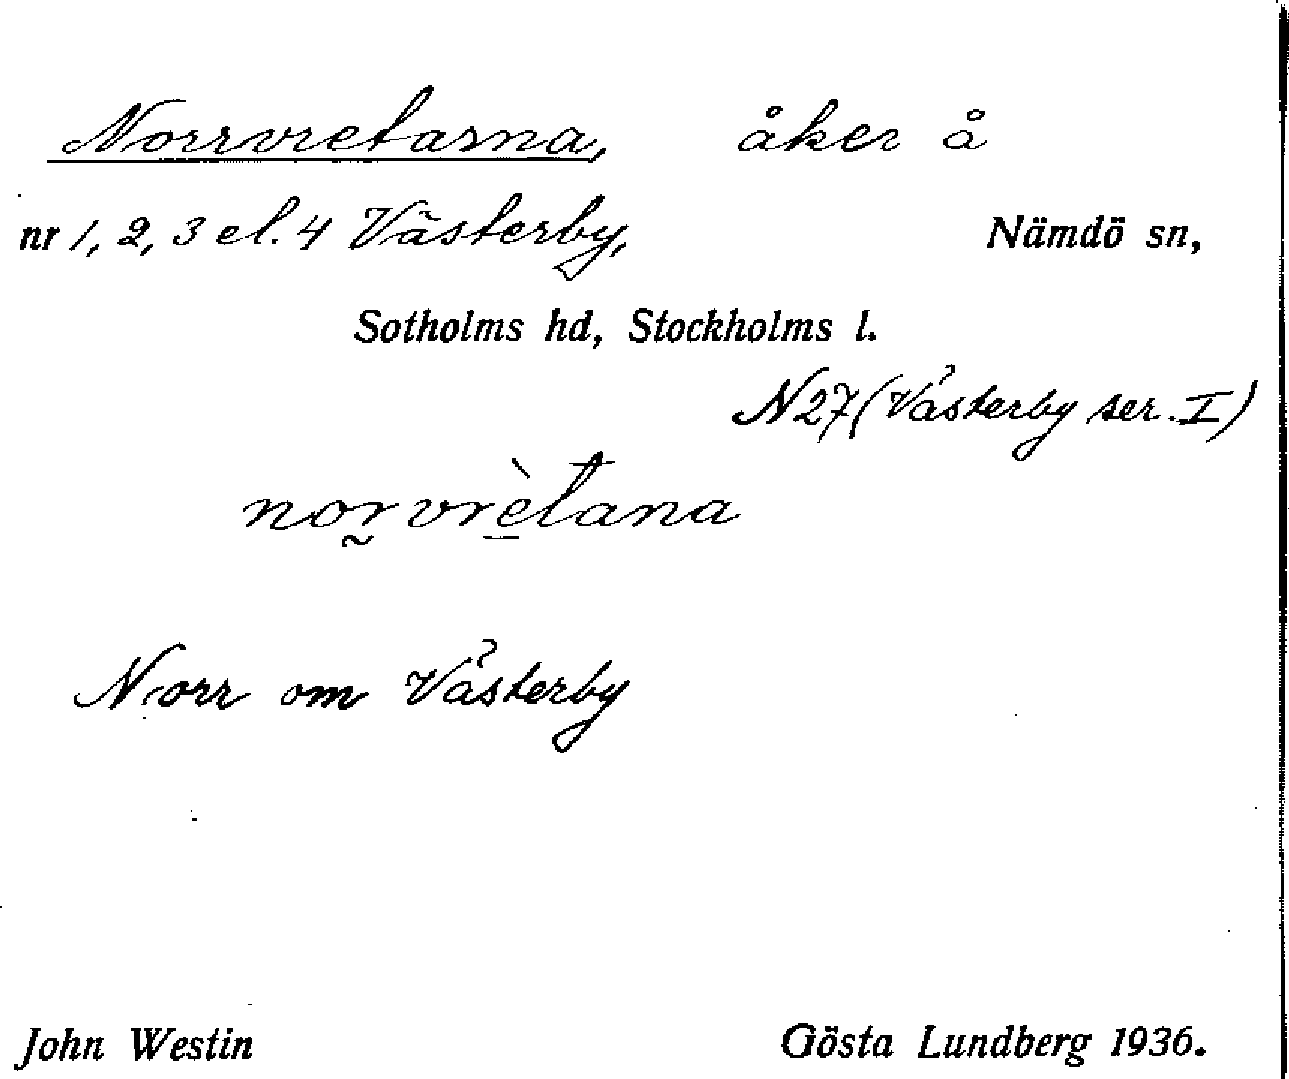 Norrvretarna, åker å
nr 1, 2, 3 el. 4 Västerby, Nämdö sn,
Sotholms hd, Stockholms l.
N27 (Västerby ser. I)
norvrètana
Norr om Västerby
John Westin Gösta Lundberg 1936.